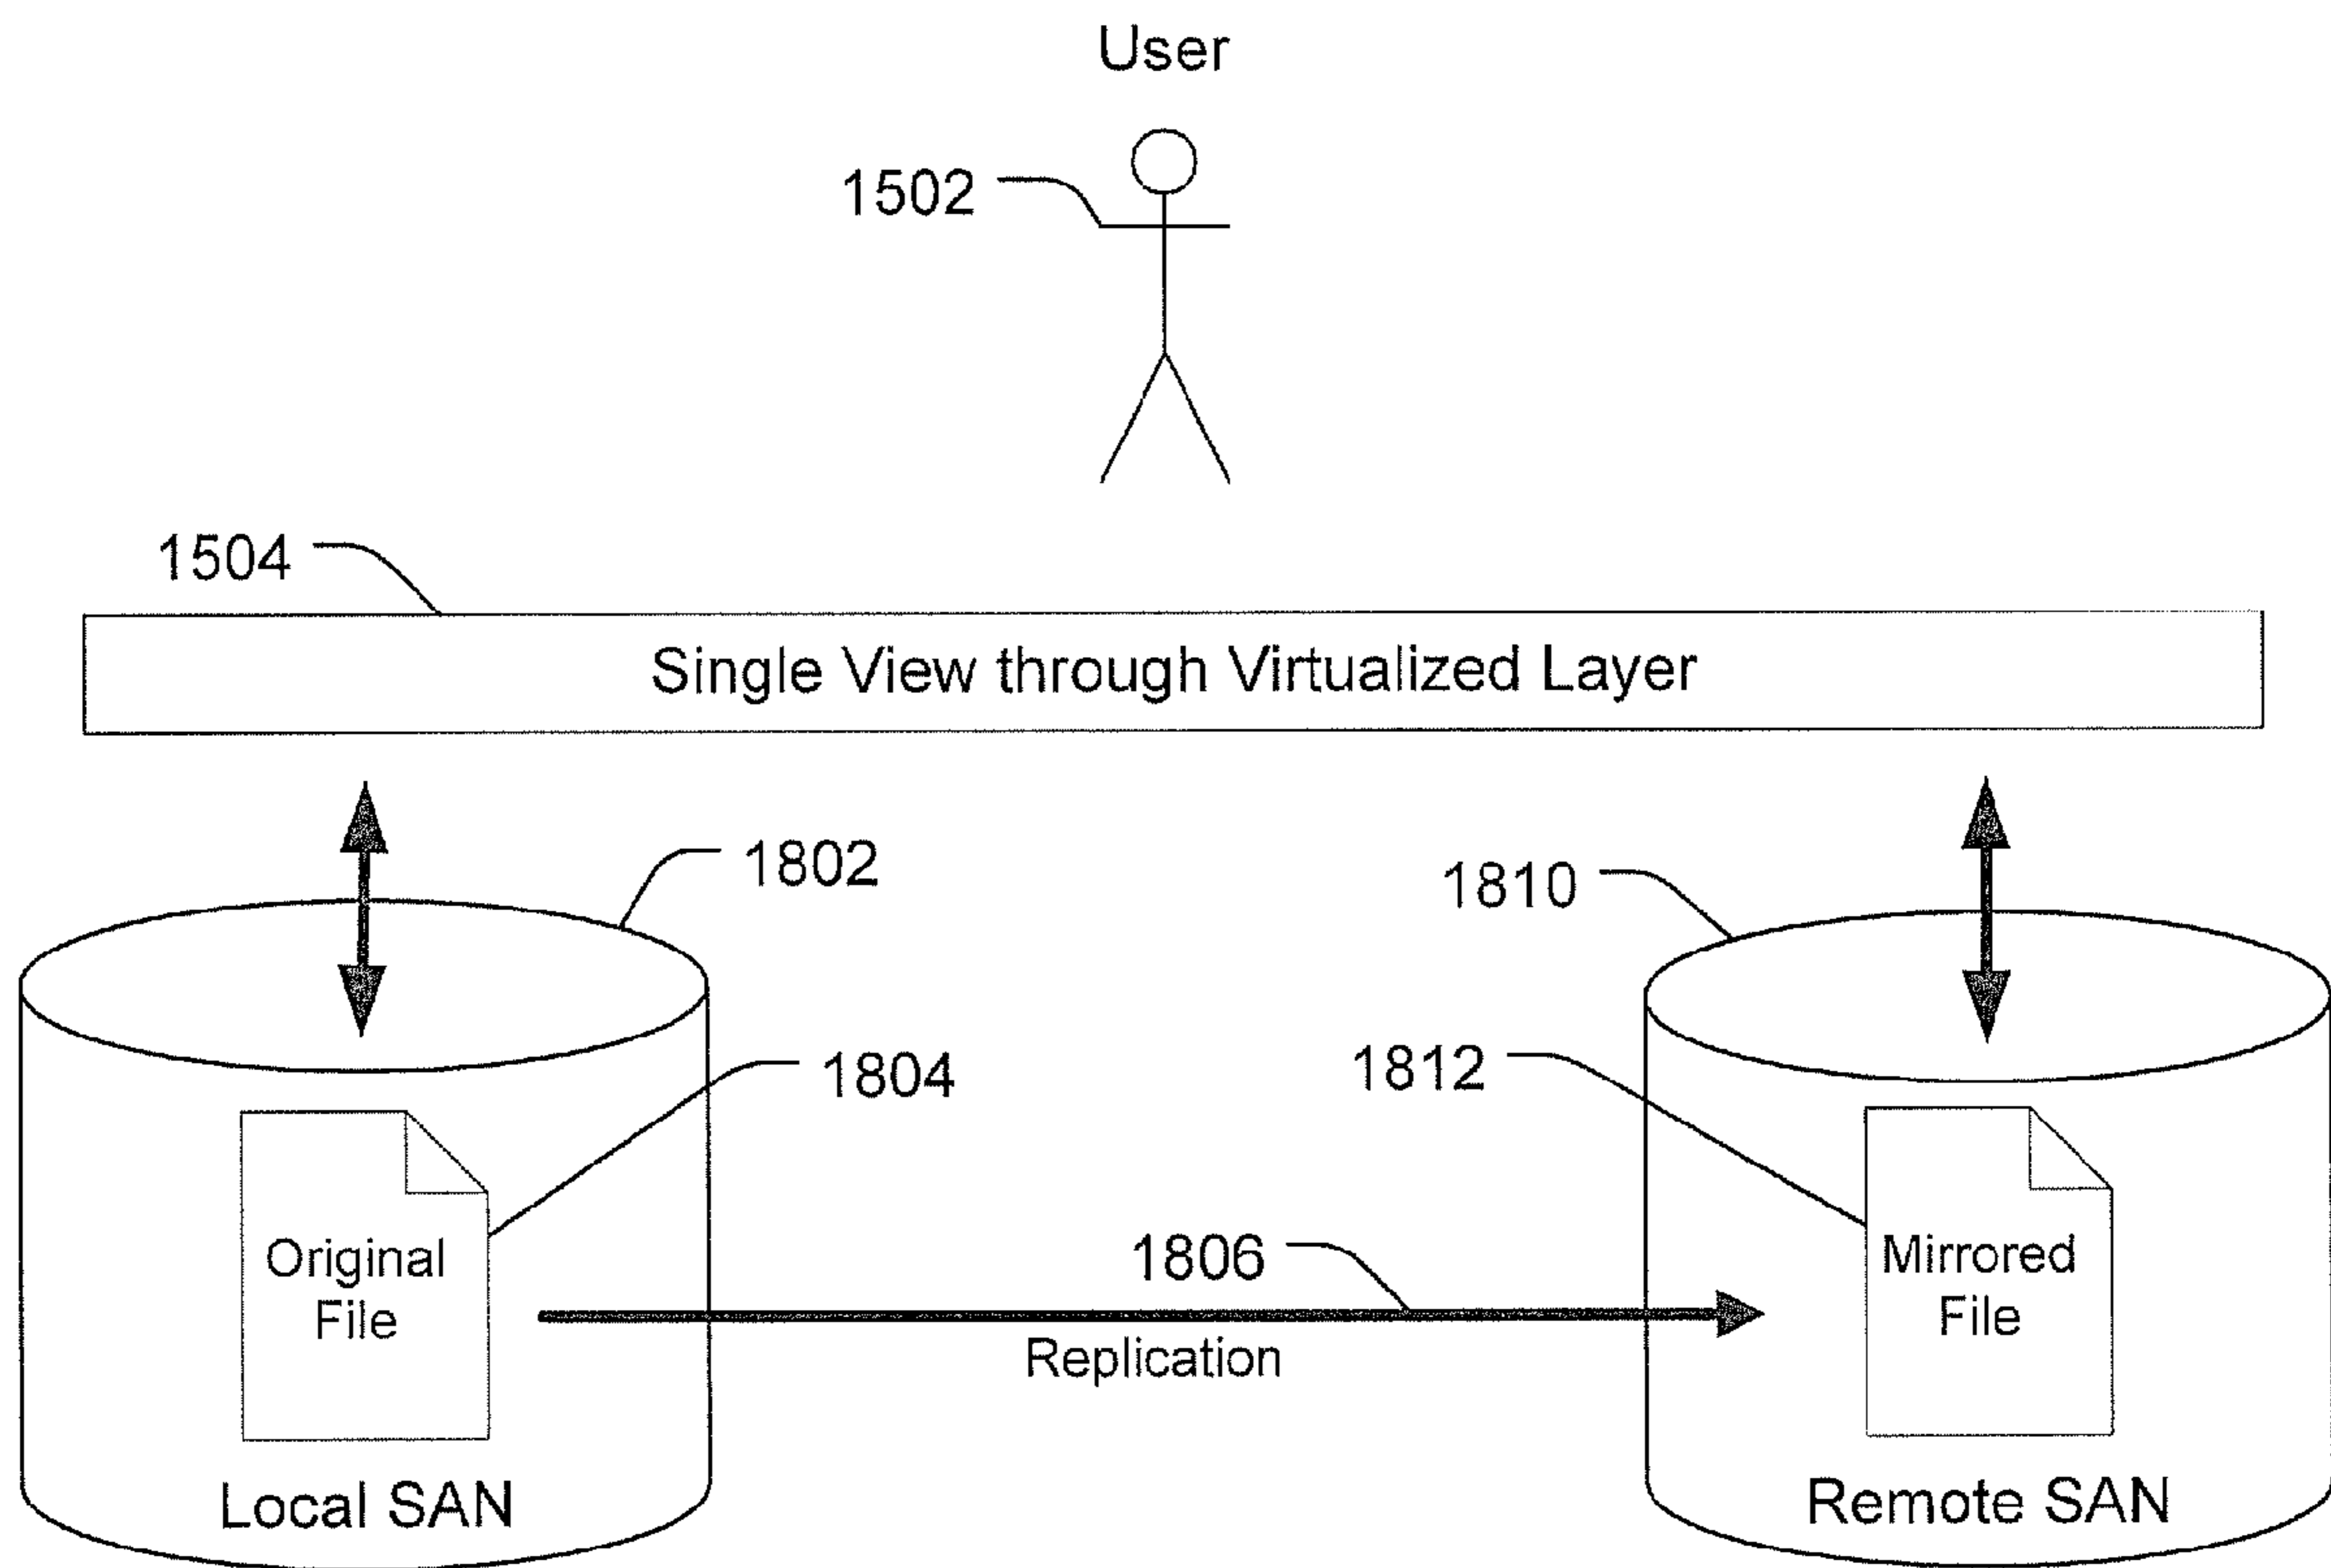 User
1502
1504
Single View through Virtualized Layer
1802
1810
1804
1812
Original
File
1806
Mirrored
File
Replication
Local SAN
Remote SAN